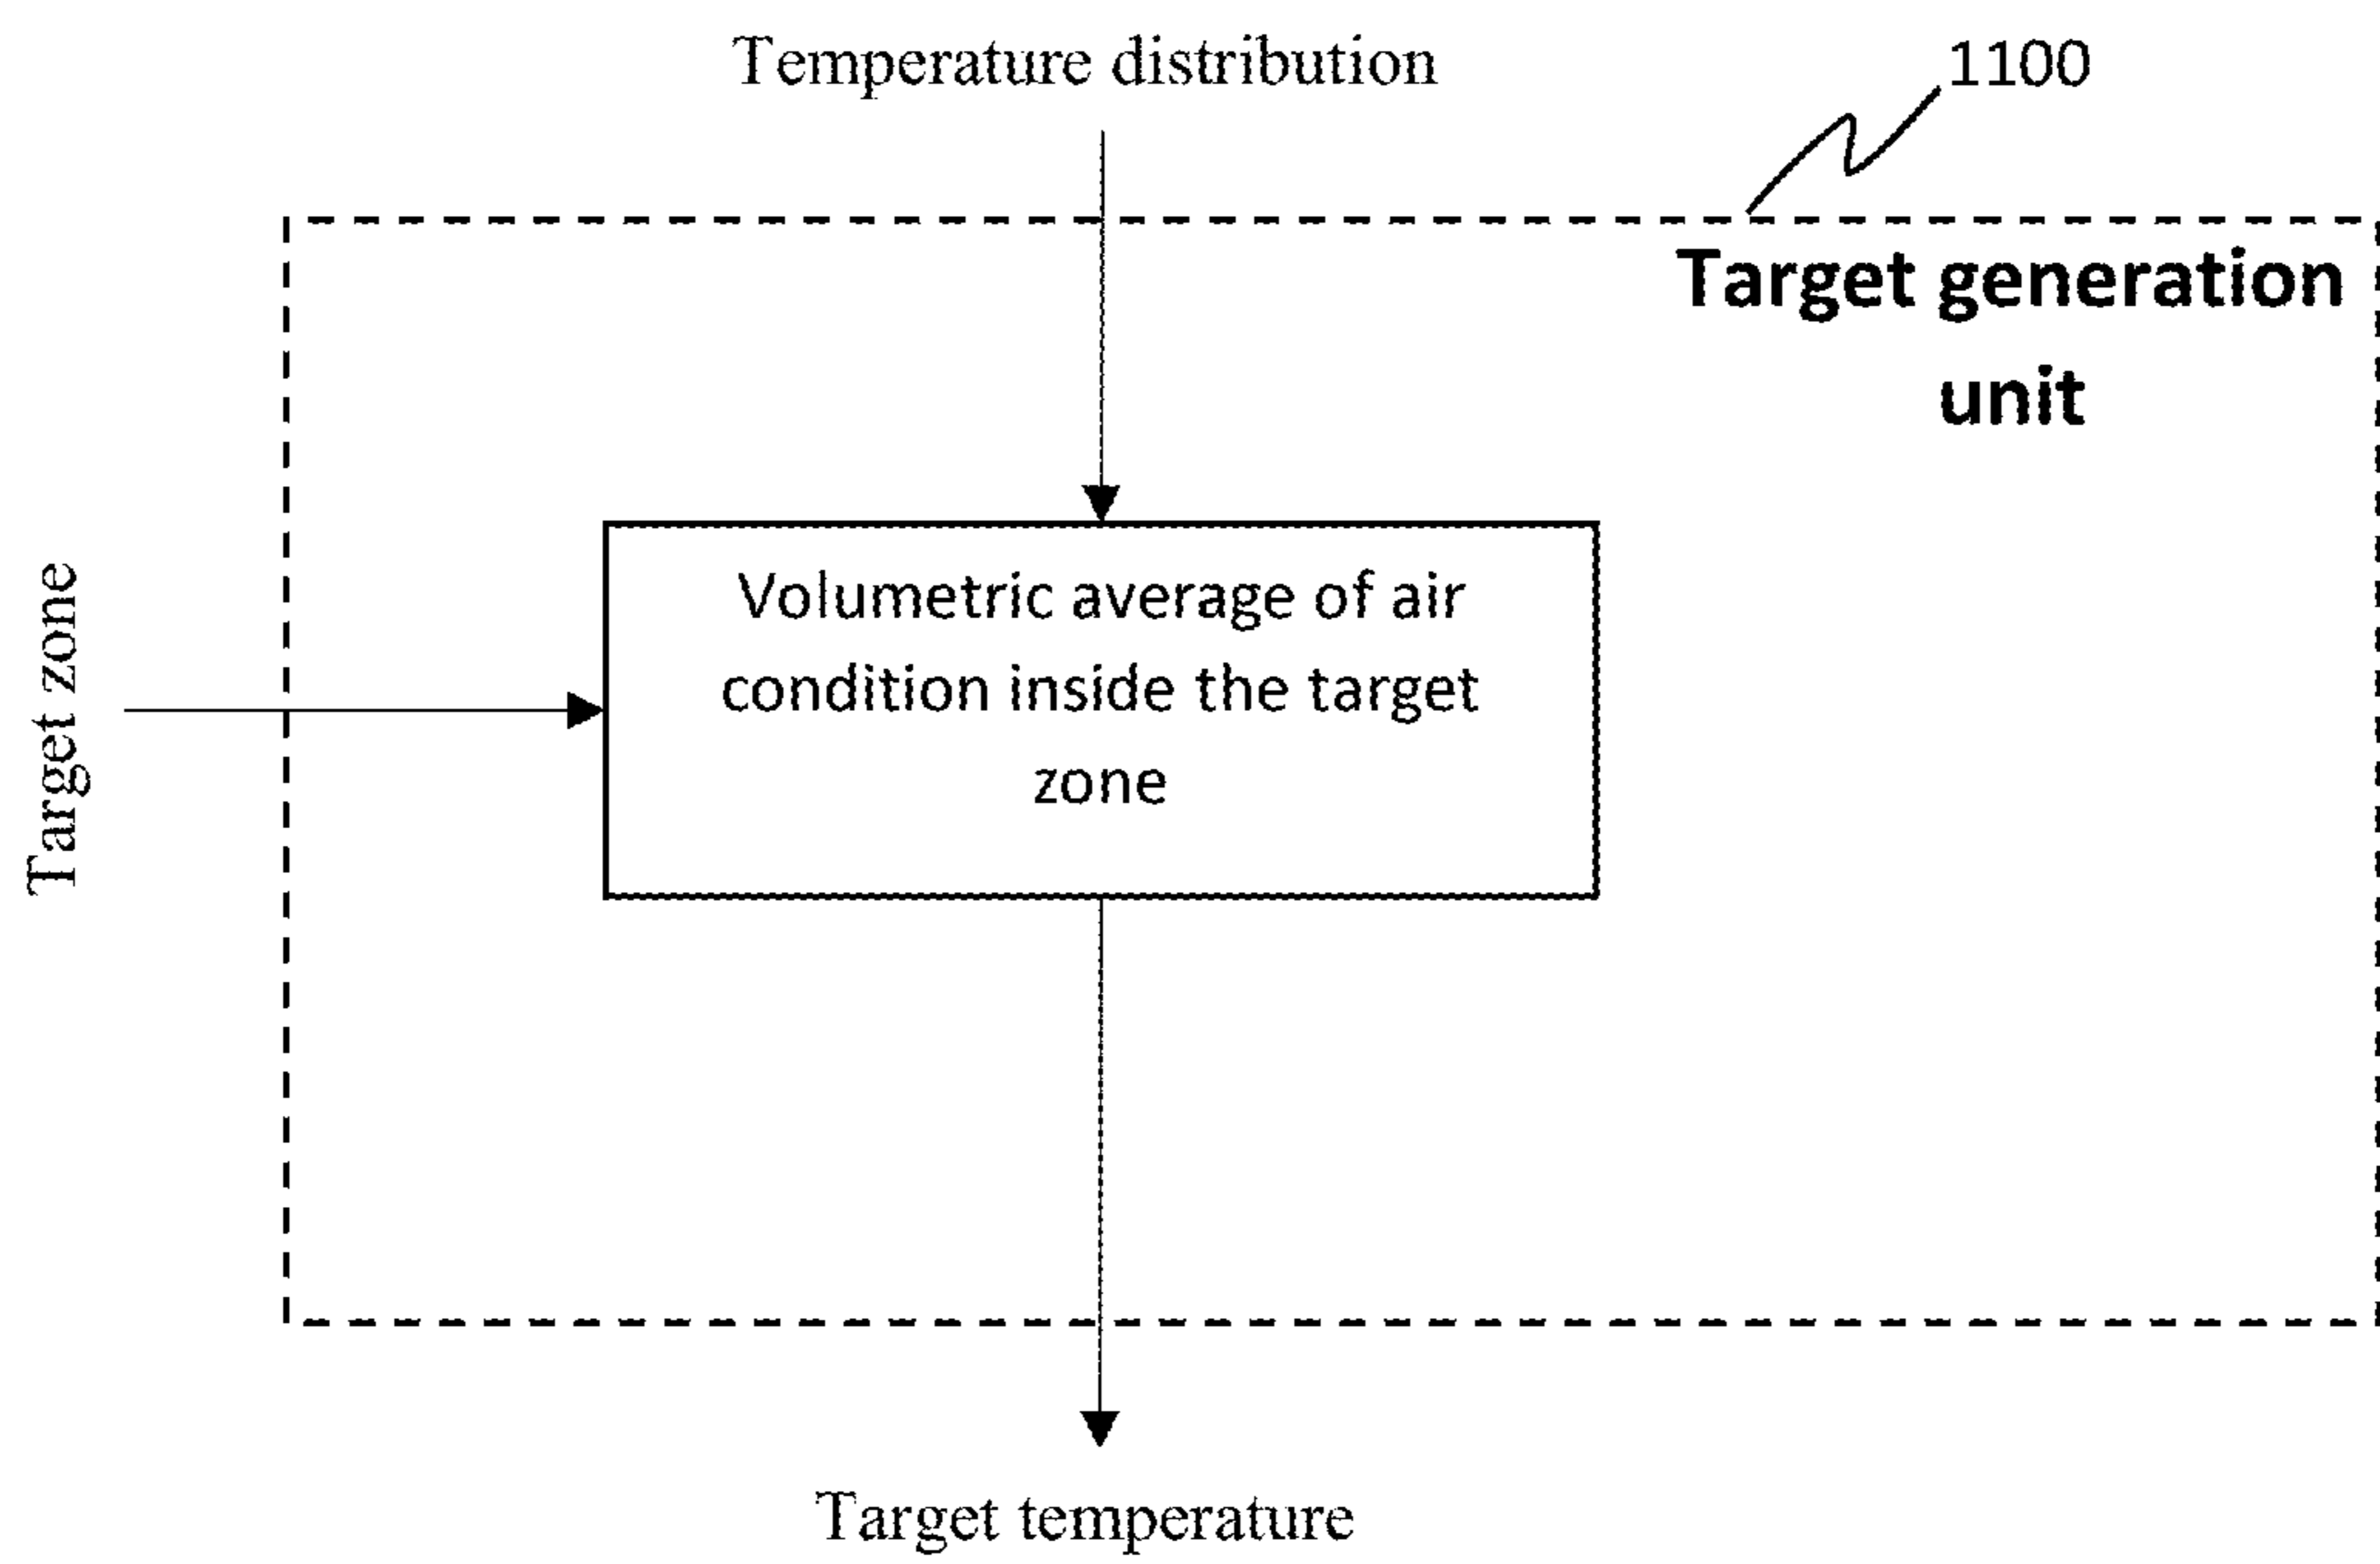 Temperature distribution
1100
Target generation
unit
Target zone
Volumetric average of air
condition inside the target
zone
Target temperature